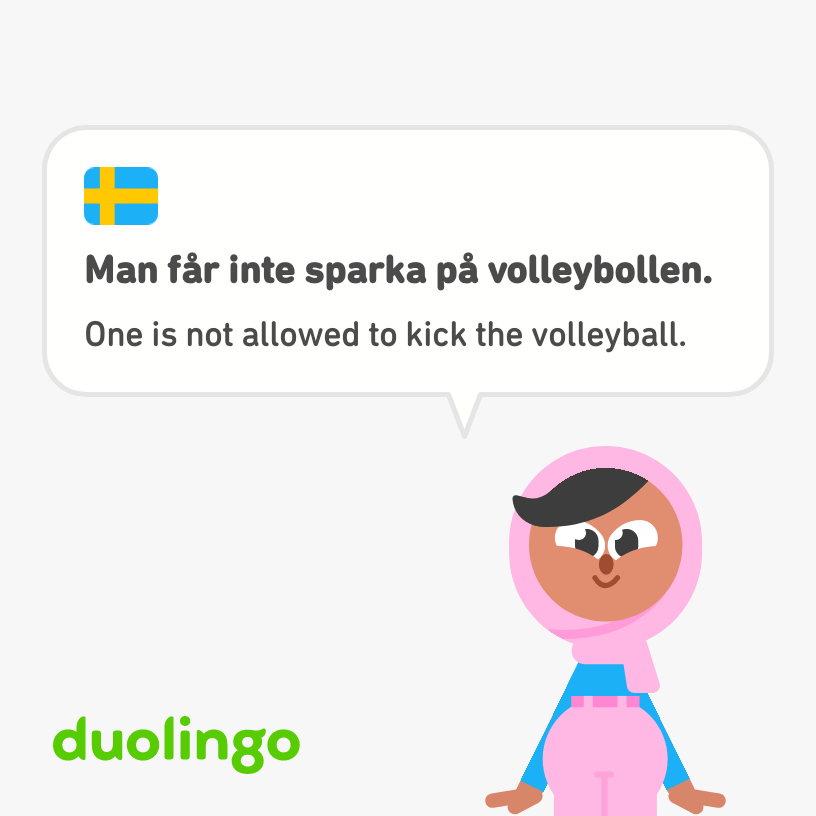 Man får inte sparka på volleybollen.
One is not allowed to kick the volleyball.
duolingo